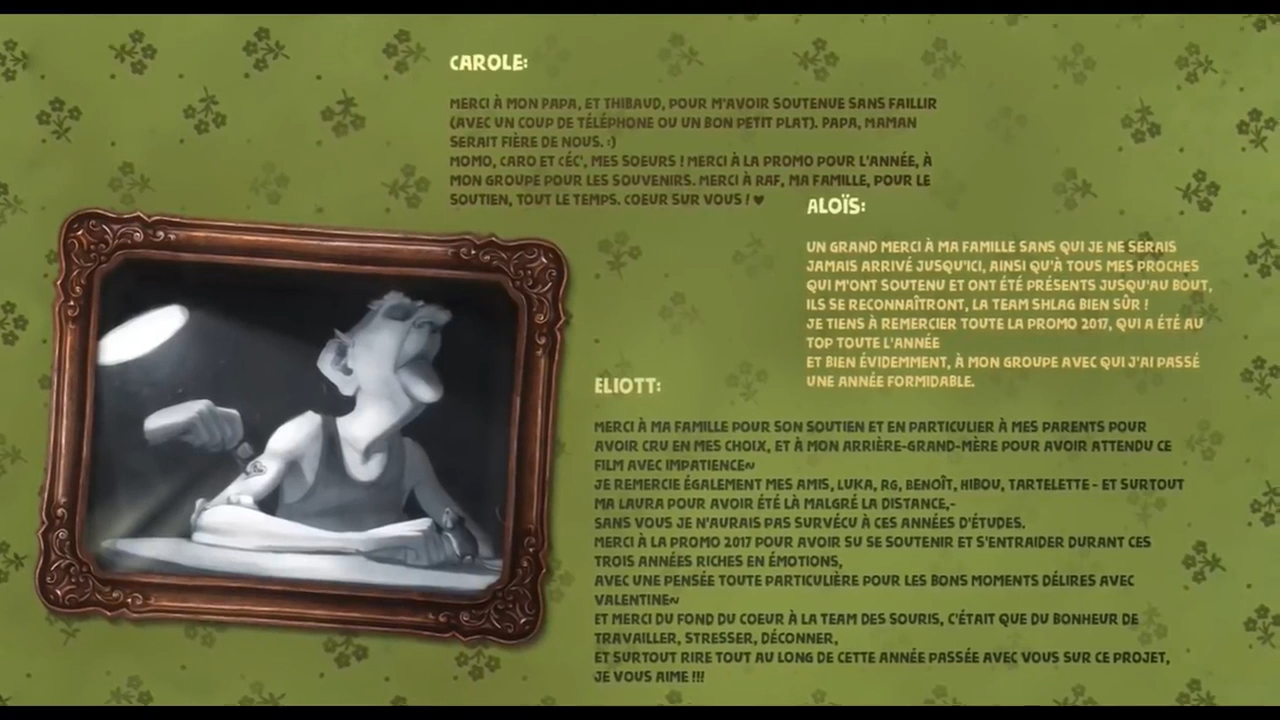 CAROLE:
MERCI À MON PAPA, ET THIBAUD, POUR M'AVOIR SOUTENUE SANS FAILLIR
(AVEC UN COUP DE TÉLÉPHONE OU UN BON PETIT PLAT). PAPA, MAMAN
SERAIT FIÈRE DE NOUS. :)
MOMO, CARO ET CÉC', MES SOEURS ! MERCI À LA PROMO POUR L'ANNÉE, À
MON GROUPE POUR LES SOUVENIRS. MERCI À RAF, MA FAMILLE, POUR LE
SOUTIEN, TOUT LE TEMPS. COEUR SUR VOUS ! ♥
ALOÏS:
UN GRAND MERCI À MA FAMILLE SANS QUI JE NE SERAIS
JAMAIS ARRIVÉ JUSQU'ICI, AINSI QU'À TOUS MES PROCHES
QUI M'ONT SOUTENU ET ONT ÉTÉ PRÉSENTS JUSQU'AU BOUT,
ILS SE RECONNAÎTRONT, LA TEAM SHLAG BIEN SÛR !
JE TIENS À REMERCIER TOUTE LA PROMO 2017, QUI A ÉTÉ AU
TOP TOUTE L'ANNÉE
ET BIEN ÉVIDEMMENT, À MON GROUPE AVEC QUI J'AI PASSÉ
UNE ANNÉE FORMIDABLE.
ELIOTT:
MERCI À MA FAMILLE POUR SON SOUTIEN ET EN PARTICULIER À MES PARENTS POUR
AVOIR CRU EN MES CHOIX, ET À MON ARRIÈRE-GRAND-MÈRE POUR AVOIR ATTENDU CE
FILM AVEC IMPATIENCE~
JE REMERCIE ÉGALEMENT MES AMIS, LUKA, RG, BENOÎT, HIBOU, TARTELETTE - ET SURTOUT
MA LAURA POUR AVOIR ÉTÉ LÀ MALGRÉ LA DISTANCE,-
SANS VOUS JE N'AURAIS PAS SURVÉCU À CES ANNÉES D'ÉTUDES.
MERCI À LA PROMO 2017 POUR AVOIR SU SE SOUTENIR ET S'ENTRAIDER DURANT CES
TROIS ANNÉES RICHES EN ÉMOTIONS,
AVEC UNE PENSÉE TOUTE PARTICULIÈRE POUR LES BONS MOMENTS DÉLIRES AVEC
VALENTINE~
ET MERCI DU FOND DU COEUR À LA TEAM DES SOURIS, C'ÉTAIT QUE DU BONHEUR DE
TRAVAILLER, STRESSER, DÉCONNER,
ET SURTOUT RIRE TOUT AU LONG DE CETTE ANNÉE PASSÉE AVEC VOUS SUR CE PROJET,
JE VOUS AIME !!!